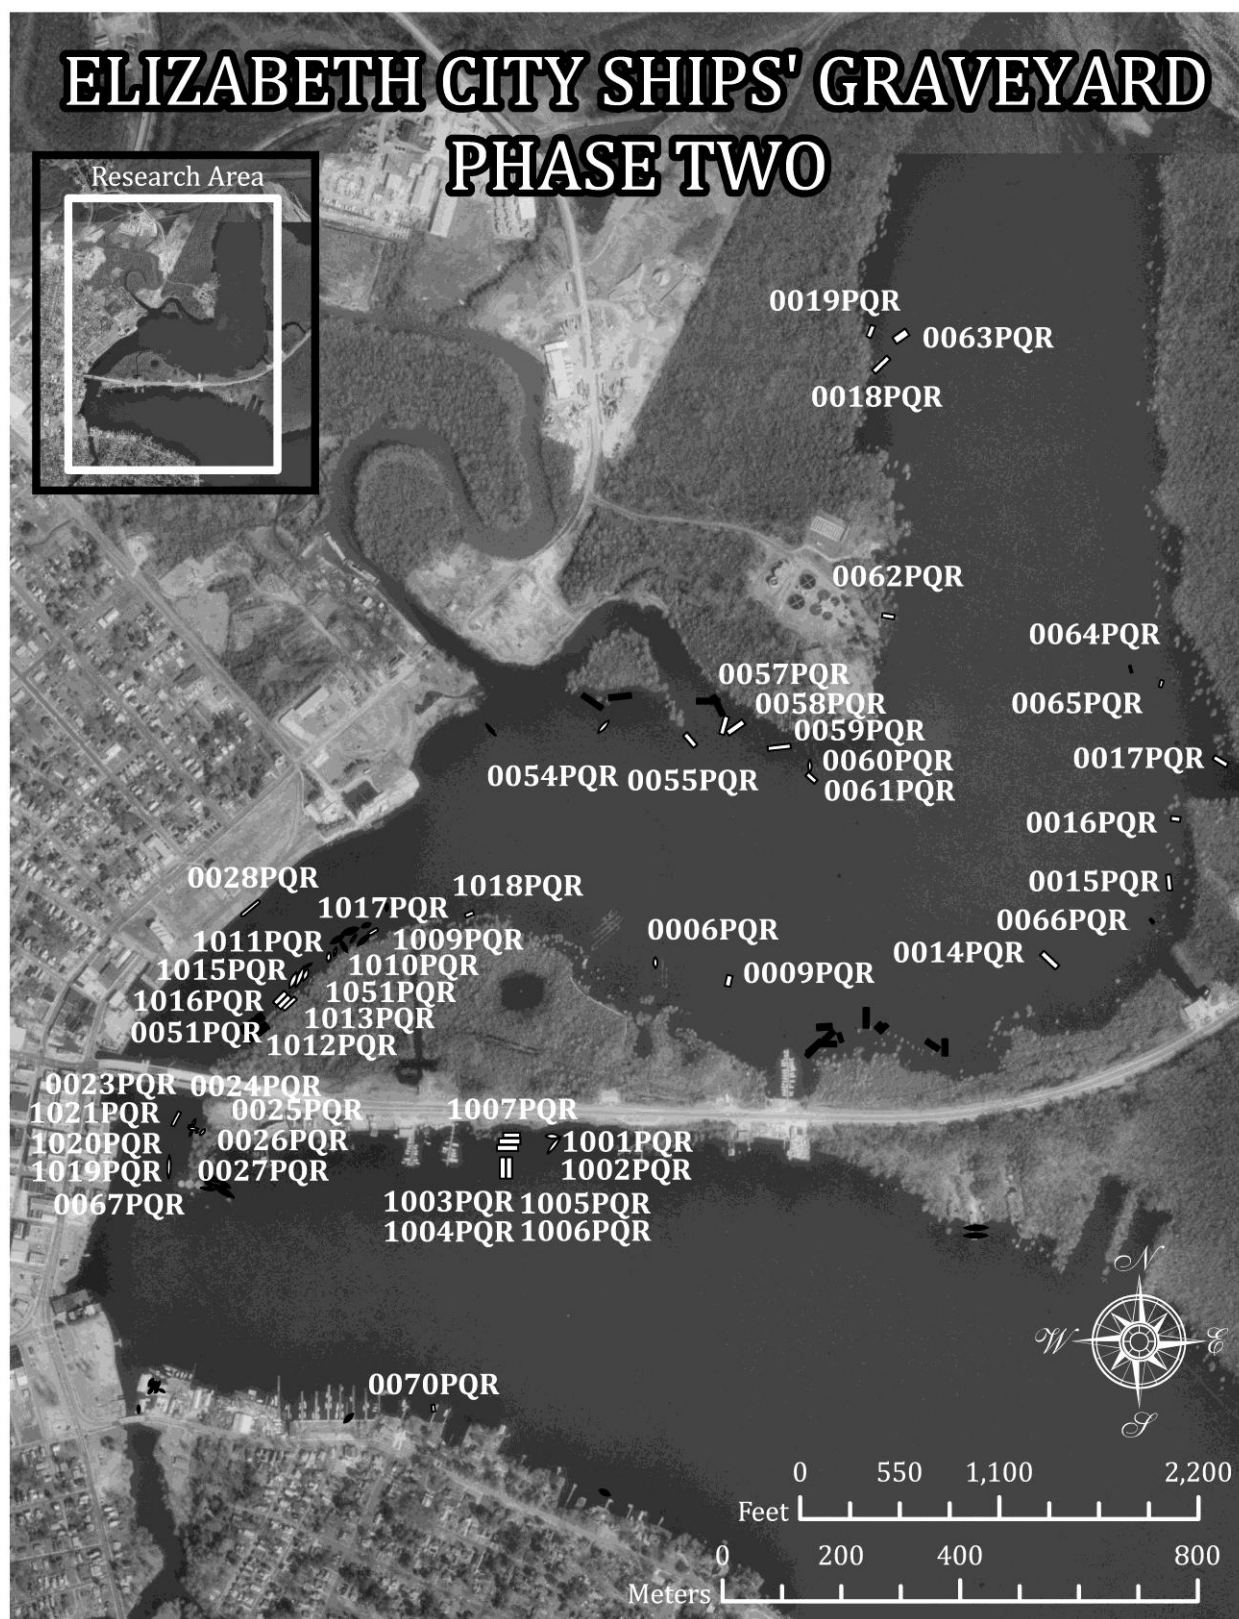 ELIZABETH CITY SHIPS' GRAVEYARD
PHASE TWO
Research Area
0019PQR
0063PQR
0018PQR
0062PQR
0064PQR
0057PQR
0058PQR
0065PQR
0059PQR
0060PQR
0017PQR
0054PQR
0055PQR
0061PQR
0016PQR
0028PQR
1018PQR
0015PQR
1017PQR
0066PQR
0006PQR
1011PQR
1009PQR
0014PQR
1015PQR
1010PQR
0009PQR
1016PQR
1051PQR
0051PQR
1013PQR
1012PQR
0023PQR
0024PQR
1021PQR
0025PQR
1007PQR
1020PQR
0026PQR
1001PQR
1019PQR
0027PQR
1002PQR
0067PQR
1003PQR 1005PQR
1004PQR 1006PQR
N
W
E
S
0070PQR
0 550 1,100 2,200
Feet
0 200 400 800
Meters